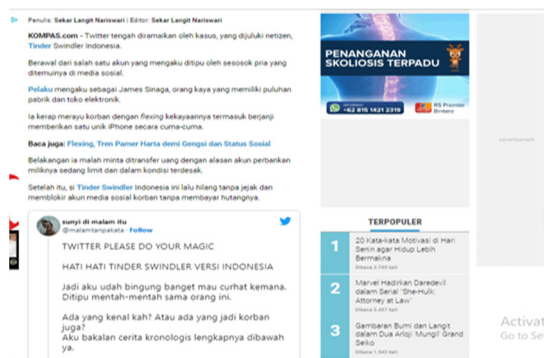 Penulis: Sekar Langit Nariswari | Editor: Sekar Langit Nariswari
KOMPAS.com - Twitter tengah diramaikan oleh kasus, yang dijuluki netizen,
Tinder Swindler Indonesia.
Berawal dari salah satu akun yang mengaku ditipu oleh sesosok pria yang
ditemuinya di media sosial.
Pelaku mengaku sebagai James Sinaga, orang kaya yang memiliki puluhan
pabrik dan toko elektronik.
Ia kerap merayu korban dengan flexing kekayaannya termasuk berjanji
memberikan satu unik iPhone secara cuma-cuma.
Baca juga: Flexing, Tren Pamer Harta demi Gengsi dan Status Sosial
Belakangan ia malah minta ditransfer uang dengan alasan akun perbankan
miliknya sedang limit dan dalam kondisi terdesak.
Setelah itu, si Tinder Swindler Indonesia ini lalu hilang tanpa jejak dan
memblokir akun media sosial korban tanpa membayar hutangnya.
sunyi di malam itu
@malamtanpakata · Follow
TWITTER PLEASE DO YOUR MAGIC
HATI HATI TINDER SWINDLER VERSI INDONESIA
Jadi aku udah bingung banget mau curhat kemana.
Ditipu mentah-mentah sama orang ini.
Ada yang kenal kah? Atau ada yang jadi korban
juga?
Aku bakalan cerita kronologis lengkapnya dibawah
ya.
PENANGANAN
SKOLIOSIS TERPADU
+62 815 1421 2319
RS Premier
Bintaro
Advertisement
TERPOPULER
1
20 Kata-kata Motivasi di Hari
Senin agar Hidup Lebih
Bermakna
2
Marvel Hadirkan Daredevil
dalam Serial "She-Hulk:
Attorney at Law"
3
Gambaran Bumi dan Langit
dalam Dua Arloji 'Mungil' Grand
Seiko
Activat
Go to Set